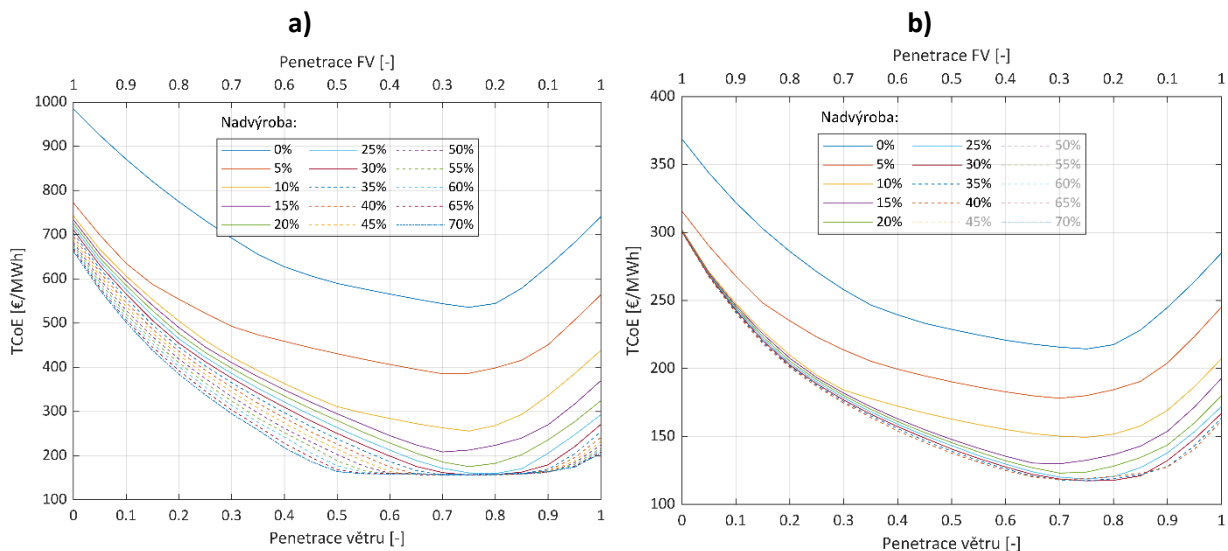 a)
Penetrace FV [-]
1 0.9 0.8 0.7 0.6 0.5 0.4 0.3 0.2 0.1 1
1000
900
800
700
600
500
400
300
200
100
TCoE [€/MWh]
Nadvýroba:
0% 25% 50%
5% 30% 55%
10% 35% 60%
15% 40% 65%
20% 45% 70%
0 0.1 0.2 0.3 0.4 0.5 0.6 0.7 0.8 0.9 1
Penetrace větru [-]
b)
Penetrace FV [-]
1 0.9 0.8 0.7 0.6 0.5 0.4 0.3 0.2 0.1 1
400
350
300
250
200
150
100
TCoE [€/MWh]
Nadvýroba:
0% 25% 50%
5% 30% 55%
10% 35% 60%
15% 40% 65%
20% 45% 70%
0 0.1 0.2 0.3 0.4 0.5 0.6 0.7 0.8 0.9 1
Penetrace větru [-]